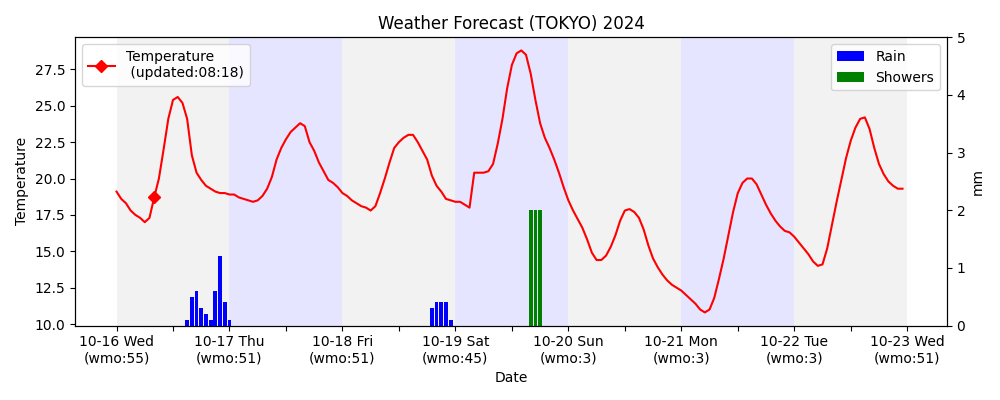 Weather Forecast (TOKYO) 2024
Temperature
(updated:08:18)
Rain
Showers
Temperature
27.5
25.0
22.5
20.0
17.5
15.0
12.5
10.0
5
4
3
2
1
0
mm
10-16 Wed
(wmo:55)
10-17 Thu
(wmo:51)
10-18 Fri
(wmo:51)
10-19 Sat
(wmo:45)
10-20 Sun
(wmo:3)
10-21 Mon
(wmo:3)
10-22 Tue
(wmo:3)
10-23 Wed
(wmo:51)
Date